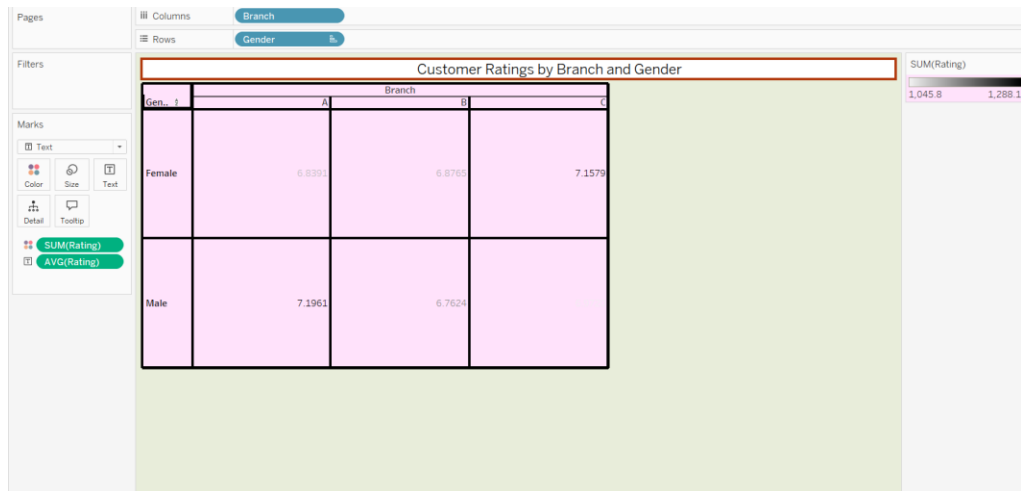 Pages
Columns
Branch
Rows
Gender
Filters
Customer Ratings by Branch and Gender
SUM(Rating)
1,045.8 1,288.1
Branch
Gen..
A B C
Marks
Text
Color Size Text
Detail Tooltip
SUM(Rating)
AVG(Rating)
Female 6.8391 6.8765 7.1579
Male 7.1961 6.7624